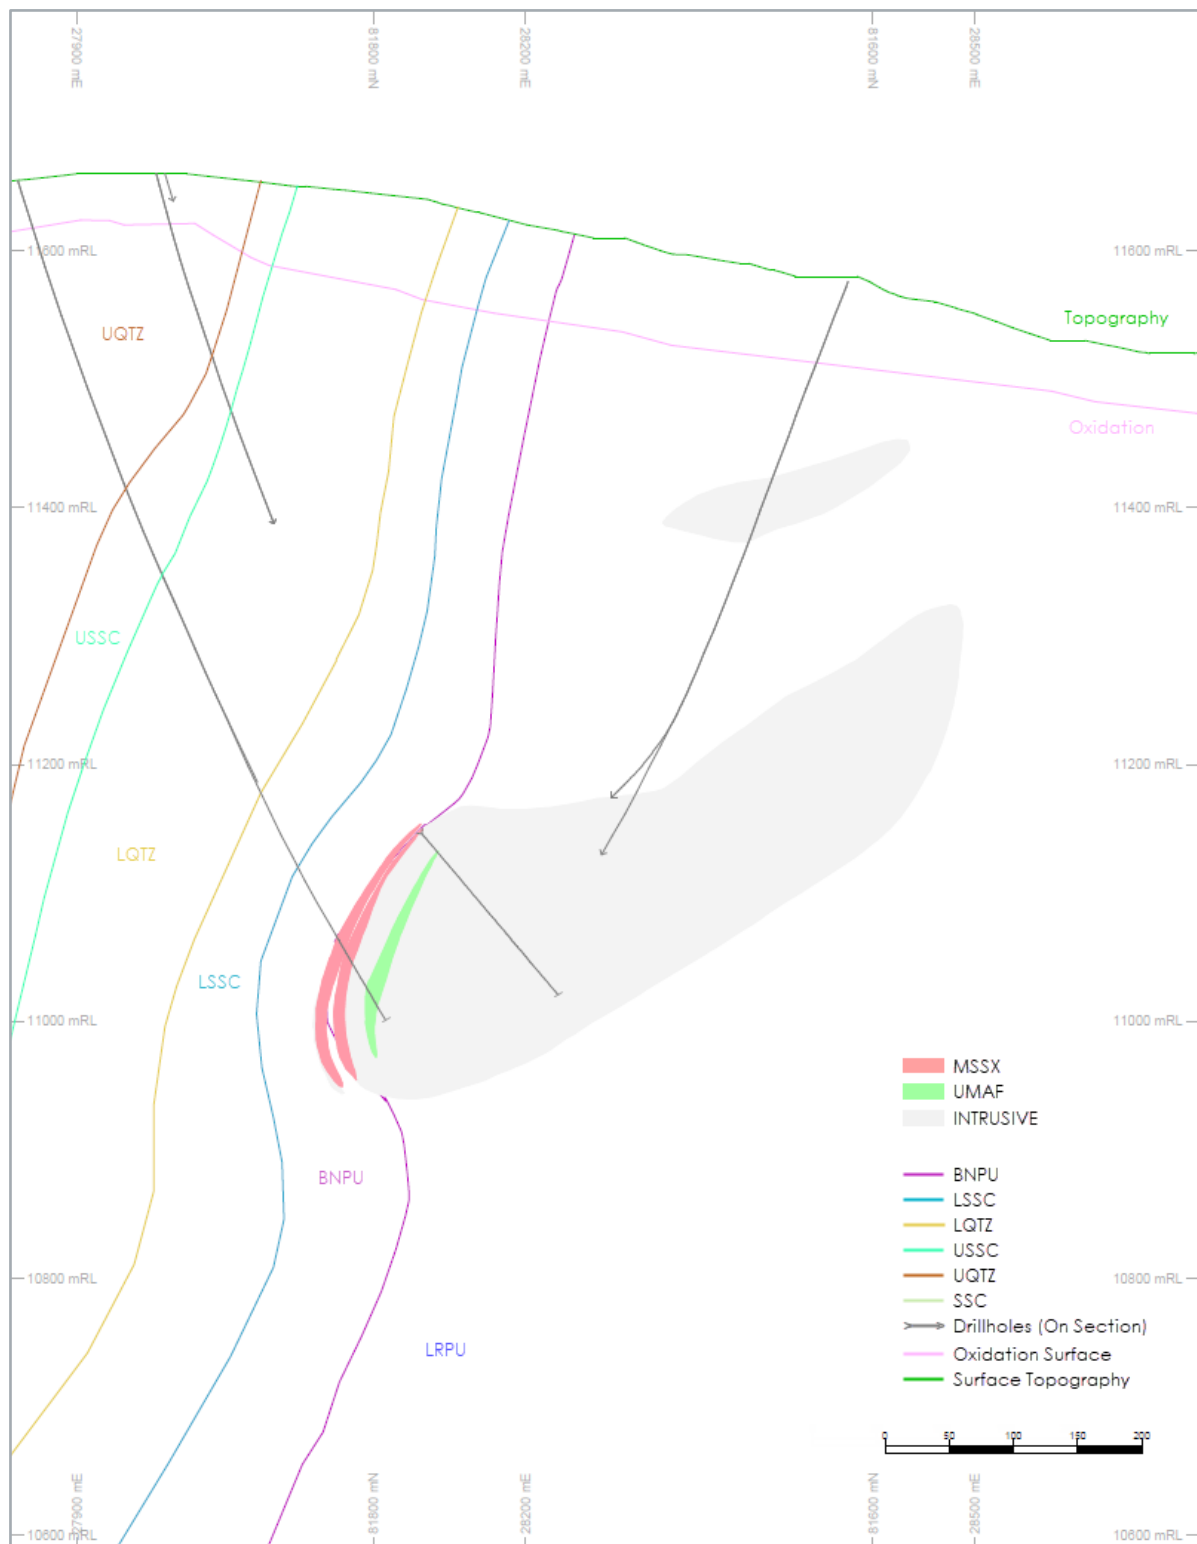 27900 mE
81800 mN
28200 mE
81600 mN
28500 mE
11600 mRL
11600 mRL
Topography
UQTZ
Oxidation
11400 mRL
11400 mRL
USSC
11200 mRL
11200 mRL
LQTZ
LSSC
11000 mRL
11000 mRL
MSSX
UMAF
INTRUSIVE
BNPU
BNPU
LSSC
LQTZ
USSC
UQTZ
SSC
Drillholes (On Section)
Oxidation Surface
Surface Topography
10800 mRL
10800 mRL
LRPU
0 50 100 150 200
27900 mE
81800 mN
28200 mE
81600 mN
28500 mE
10600 mRL
10600 mRL